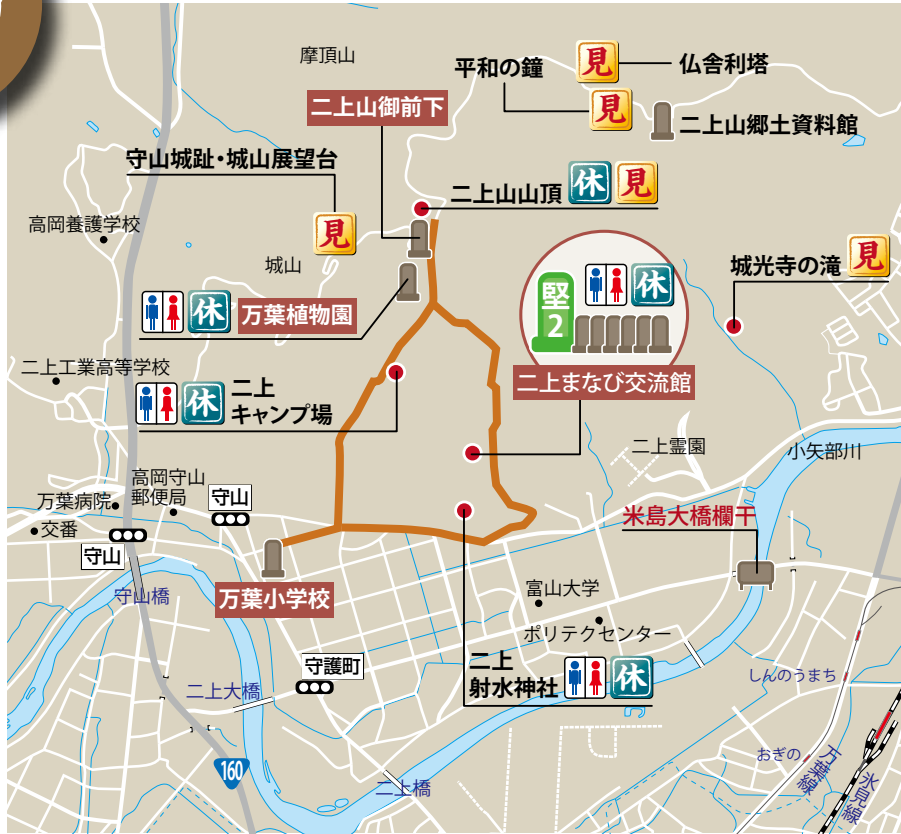 摩頂山
平和の鐘
見
仏舎利塔
見
二上山郷土資料館
二上山御前下
守山城趾・城山展望台
見
二上山山頂
休
見
高岡養護学校
城山
城光寺の滝
見
堅
2
休
休
万葉植物園
二上工業高等学校
二上まなび交流館
休
二上
キャンプ場
二上霊園
小矢部川
高岡守山
郵便局
万葉病院
守山
交番
守山
米島大橋欄干
守山橋
万葉小学校
富山大学
ポリテクセンター
守護町
二上
射水神社
休
二上大橋
しんのうまち
160
二上橋
おぎの
万葉線
氷見線